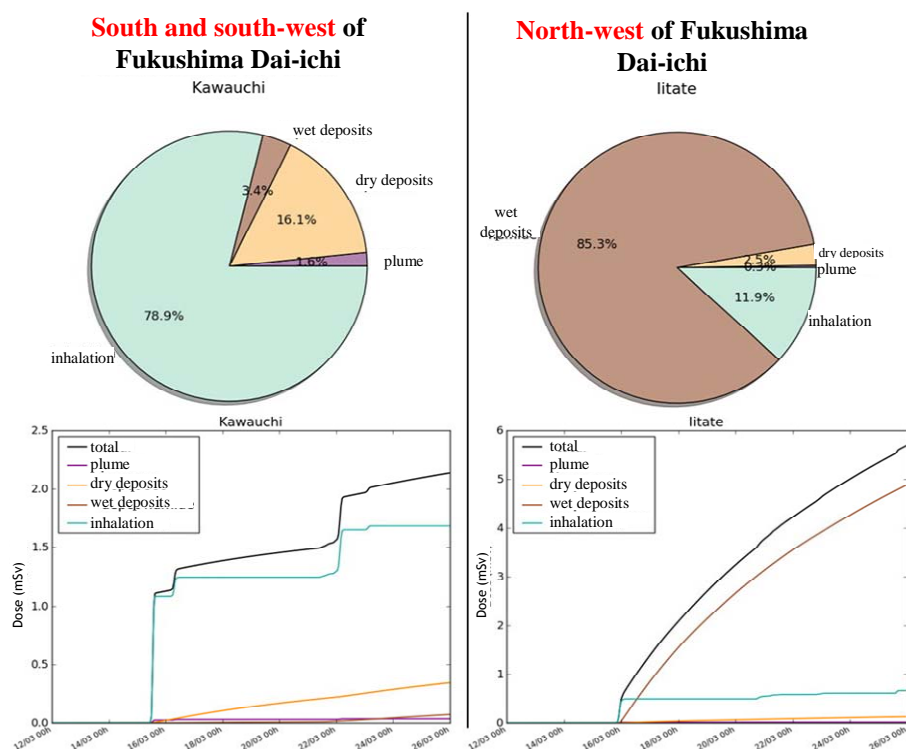 South and south-west of
Fukushima Dai-ichi
Kawauchi
wet deposits
3.4%
dry deposits
16.1%
1.6%
plume
78.9%
inhalation
North-west of Fukushima
Dai-ichi
Iitate
wet
deposits
85.3%
dry deposits
2.5%
0.3%
plume
11.9%
inhalation
Kawauchi
2.5
2.0
1.5
1.0
0.5
0.0
Dose (mSv)
total
plume
dry deposits
wet deposits
inhalation
12/03 00h
14/03 00h
16/03 00h
18/03 00h
20/03 00h
22/03 00h
24/03 00h
26/03 00h
Iitate
6
5
4
3
2
1
0
Dose (mSv)
total
plume
dry deposits
wet deposits
inhalation
12/03 00h
14/03 00h
16/03 00h
18/03 00h
20/03 00h
22/03 00h
24/03 00h
26/03 00h